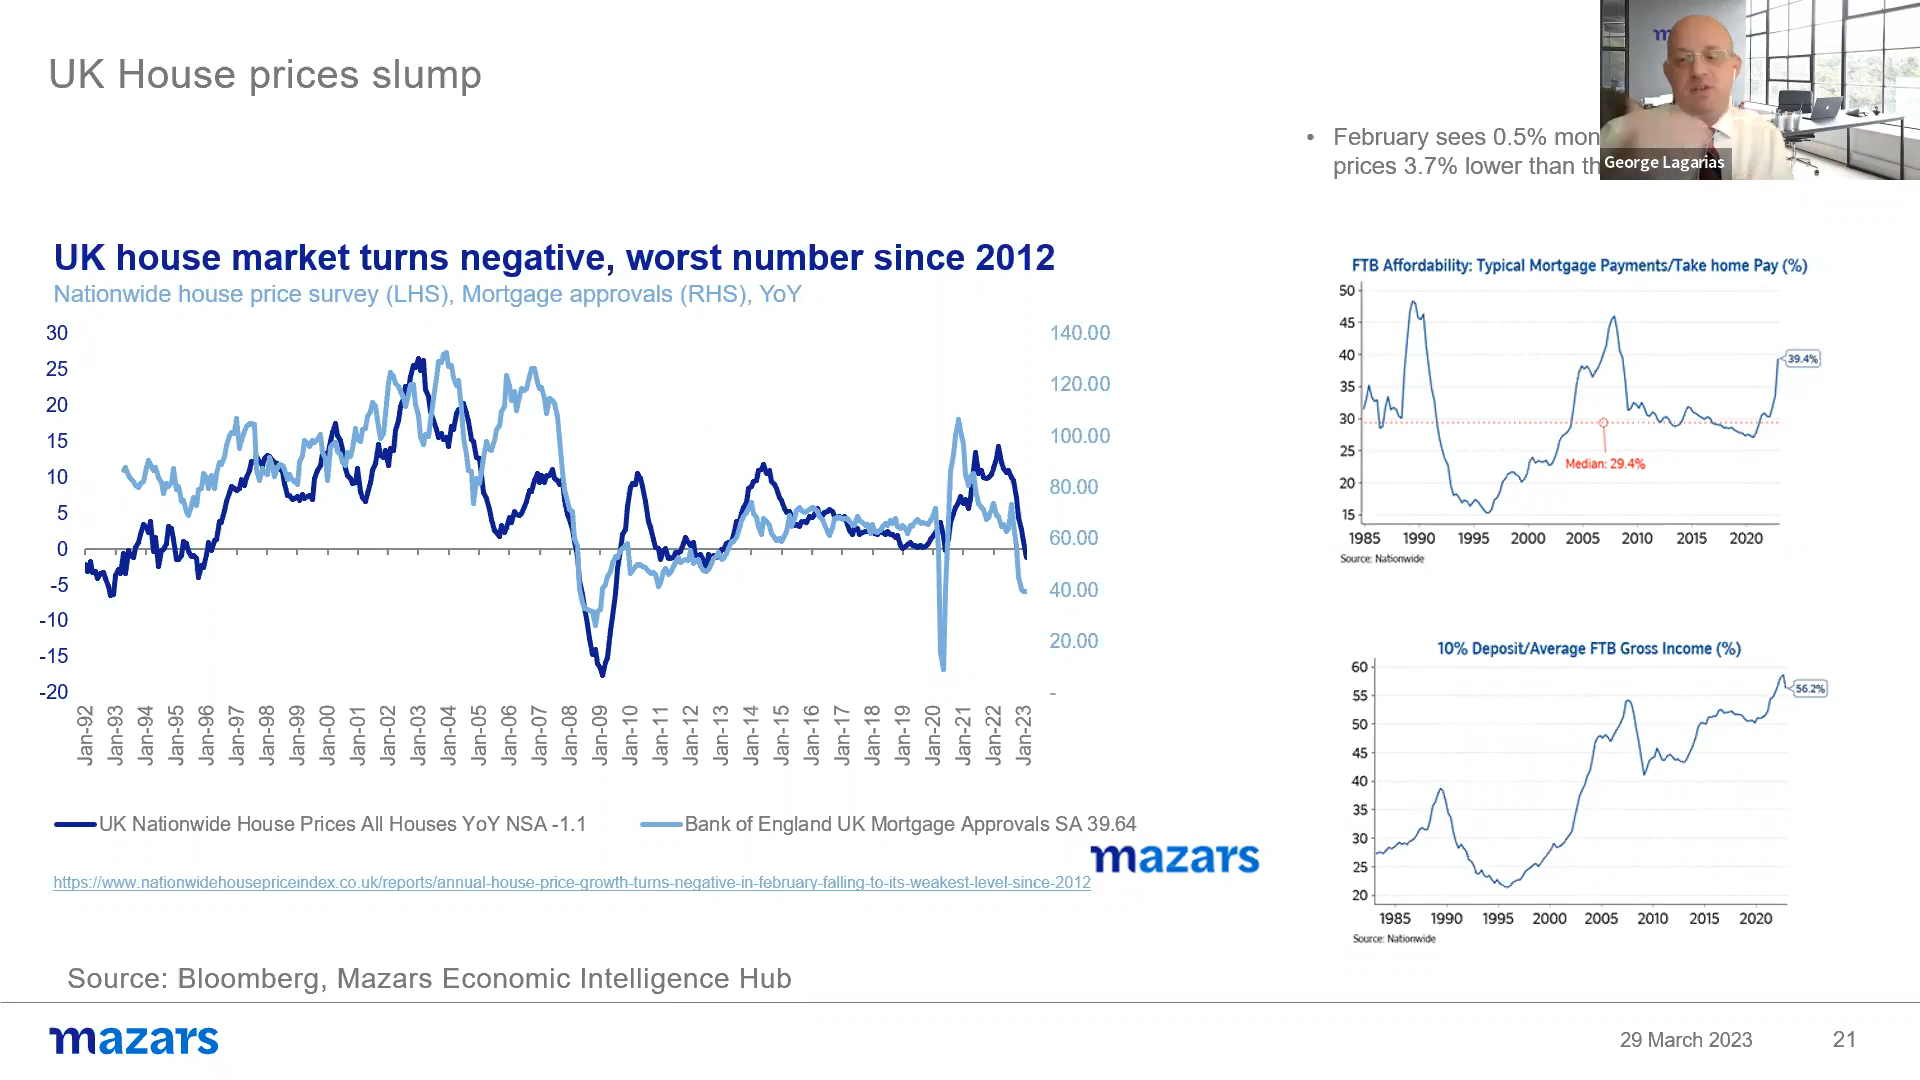 UK House prices slump
• February sees 0.5% mon
prices 3.7% lower than th
mazars
George Lagarias
UK house market turns negative, worst number since 2012
Nationwide house price survey (LHS), Mortgage approvals (RHS), YoY
30
25
20
15
10
5
0
-5
-10
-15
-20
140.00
120.00
100.00
80.00
60.00
40.00
20.00
-
Jan-92 Jan-93 Jan-94 Jan-95 Jan-96 Jan-97 Jan-98 Jan-99 Jan-00 Jan-01 Jan-02 Jan-03 Jan-04 Jan-05 Jan-06 Jan-07 Jan-08 Jan-09 Jan-10 Jan-11 Jan-12 Jan-13 Jan-14 Jan-15 Jan-16 Jan-17 Jan-18 Jan-19 Jan-20 Jan-21 Jan-22 Jan-23
UK Nationwide House Prices All Houses YoY NSA -1.1 Bank of England UK Mortgage Approvals SA 39.64
mazars
https://www.nationwidehousepriceindex.co.uk/reports/annual-house-price-growth-turns-negative-in-february-falling-to-its-weakest-level-since-2012
FTB Affordability: Typical Mortgage Payments/Take home Pay (%)
50
45
40
35
30
25
20
15
39.4%
Median: 29.4%
1985 1990 1995 2000 2005 2010 2015 2020
Source: Nationwide
10% Deposit/Average FTB Gross Income (%)
60
55
50
45
40
35
30
25
20
56.2%
1985 1990 1995 2000 2005 2010 2015 2020
Source: Nationwide
Source: Bloomberg, Mazars Economic Intelligence Hub
mazars
29 March 2023 21